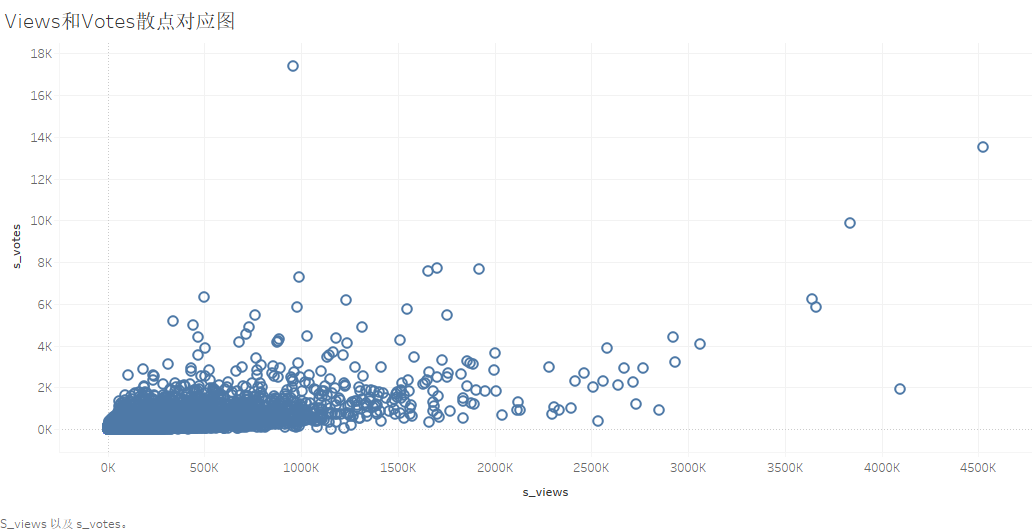 Views和Votes散点对应图
18K
16K
14K
12K
10K
8K
6K
4K
2K
0K
s_votes
0K 500K 1000K 1500K 2000K 2500K 3000K 3500K 4000K 4500K
s_views
S_views 以及 s_votes。